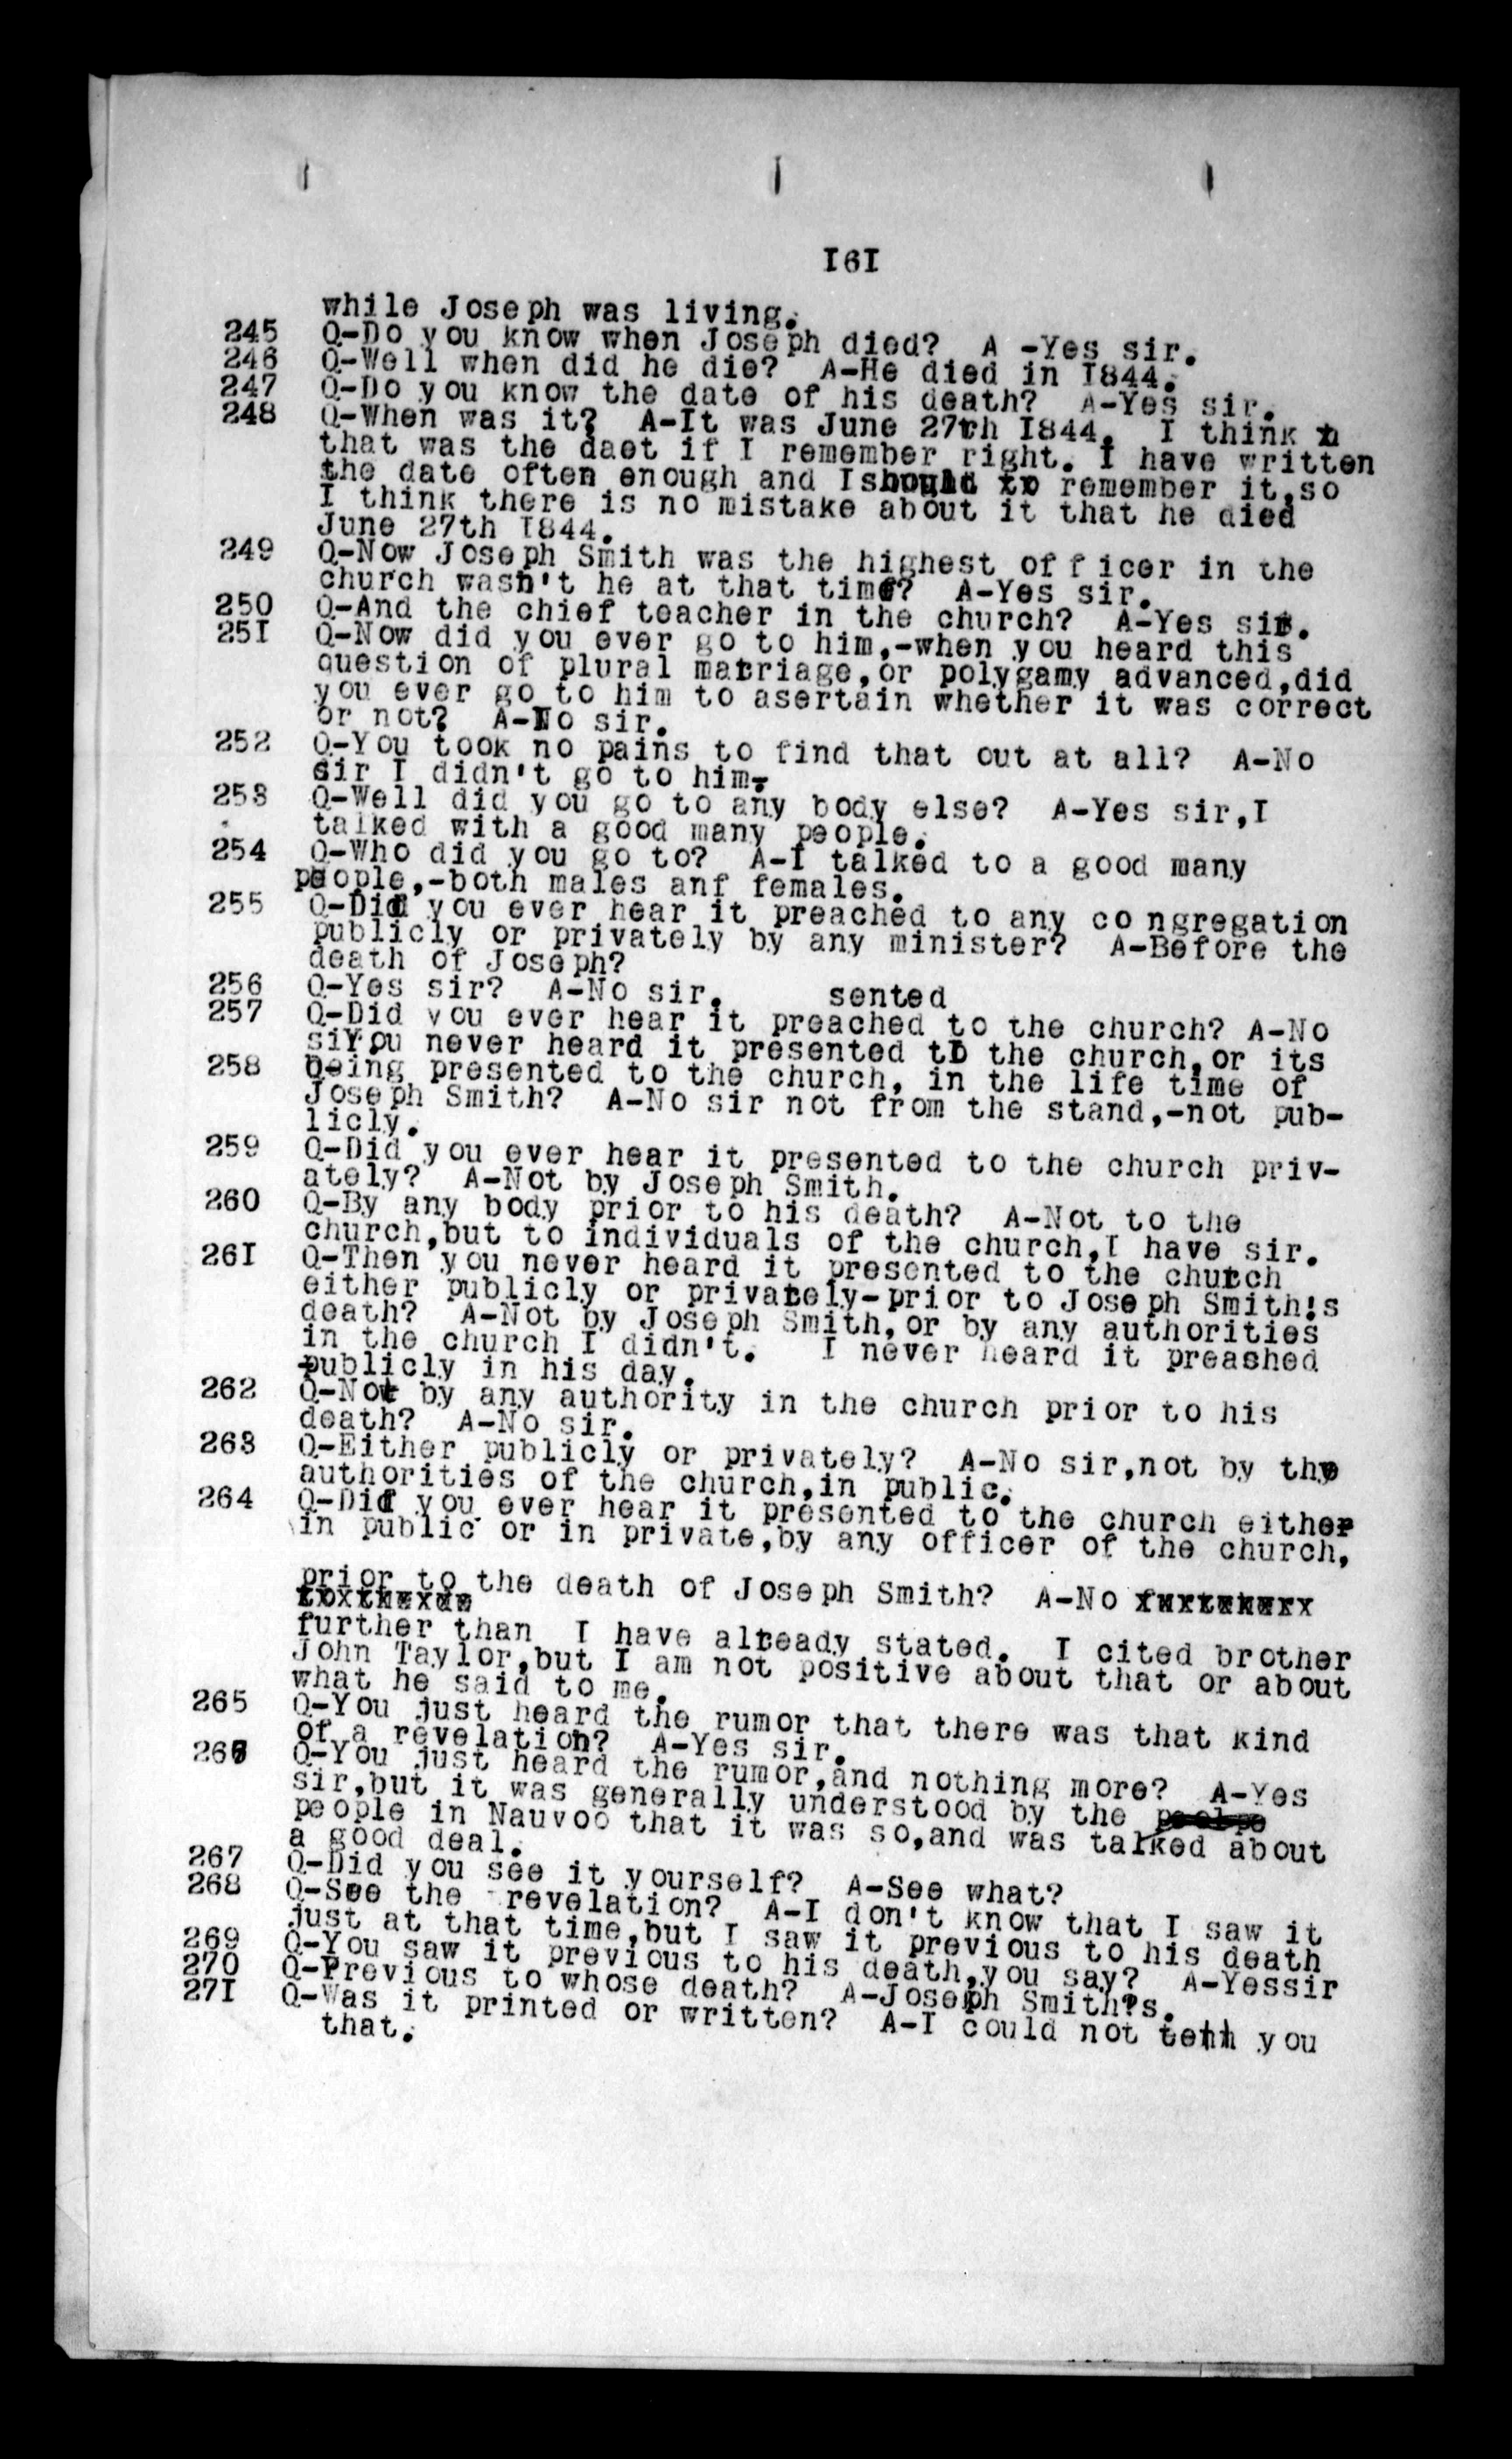 I6I
while Joseph was living.
245 Q-Do you know when Joseph died? A -Yes sir.
246 Q-Well when did he die? A-He died in I844.
247 Q-Do you know the date of his death? A-Yes sir.
248 Q-When was it? A-It was June 27th I844. I think
that was the daet if I remember right. I have written
the date often enough and I should to remember it,so
I think there is no mistake about it that he died
June 27th I844.
249 Q-Now Joseph Smith was the highest officer in the
church wasn't he at that time? A-Yes sir.
250 Q-And the chief teacher in the church? A-Yes sir.
25I Q-Now did you ever go to him,-when you heard this
question of plural marriage,or polygamy advanced,did
you ever go to him to asertain whether it was correct
or not? A-No sir.
252 Q-You took no pains to find that out at all? A-No
sir I didn't go to him.
253 Q-Well did you go to any body else? A-Yes sir,I
talked with a good many people.
254 Q-Who did you go to? A-I talked to a good many
people,-both males anf females.
255 Q-Did you ever hear it preached to any congregation
publicly or privately by any minister? A-Before the
death of Joseph?
256 Q-Yes sir? A-No sir. sented
257 Q-Did you ever hear it preached to the church? A-No
sir. You never heard it presented to the church,or its
258 being presented to the church, in the life time of
Joseph Smith? A-No sir not from the stand,-not pub-
licly.
259 Q-Did you ever hear it presented to the church priv-
ately? A-Not by Joseph Smith.
260 Q-By any body prior to his death? A-Not to the
church,but to individuals of the church,I have sir.
26I Q-Then you never heard it presented to the church
either publicly or privately-prior to Joseph Smith's
death? A-Not by Joseph Smith,or by any authorities
in the church I didn't. I never heard it preashed
publicly in his day.
262 Q-Not by any authority in the church prior to his
death? A-No sir.
263 Q-Either publicly or privately? A-No sir,not by the
authorities of the church,in public.
264 Q-Did you ever hear it presented to the church either
in public or in private,by any officer of the church,
prior to the death of Joseph Smith? A-No
further than I have already stated. I cited brother
John Taylor,but I am not positive about that or about
what he said to me.
265 Q-You just heard the rumor that there was that kind
of a revelation? A-Yes sir.
266 Q-You just heard the rumor,and nothing more? A-Yes
sir,but it was generally understood by the
people in Nauvoo that it was so,and was talked about
a good deal.
267 Q-Did you see it yourself? A-See what?
268 Q-See the revelation? A-I don't know that I saw it
just at that time,but I saw it previous to his death
269 Q-You saw it previous to his death,you say? A-Yessir
270 Q-Previous to whose death? A-Joseph Smith's.
27I Q-Was it printed or written? A-I could not tell you
that.